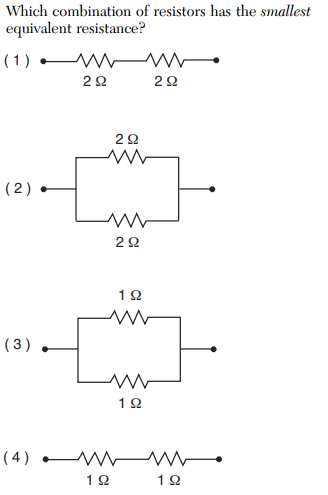 Which combination of resistors has the smallest
equivalent resistance?
(1)
2 Ω 2 Ω
2 Ω
(2)
2 Ω
1 Ω
(3)
1 Ω
(4)
1 Ω 1 Ω